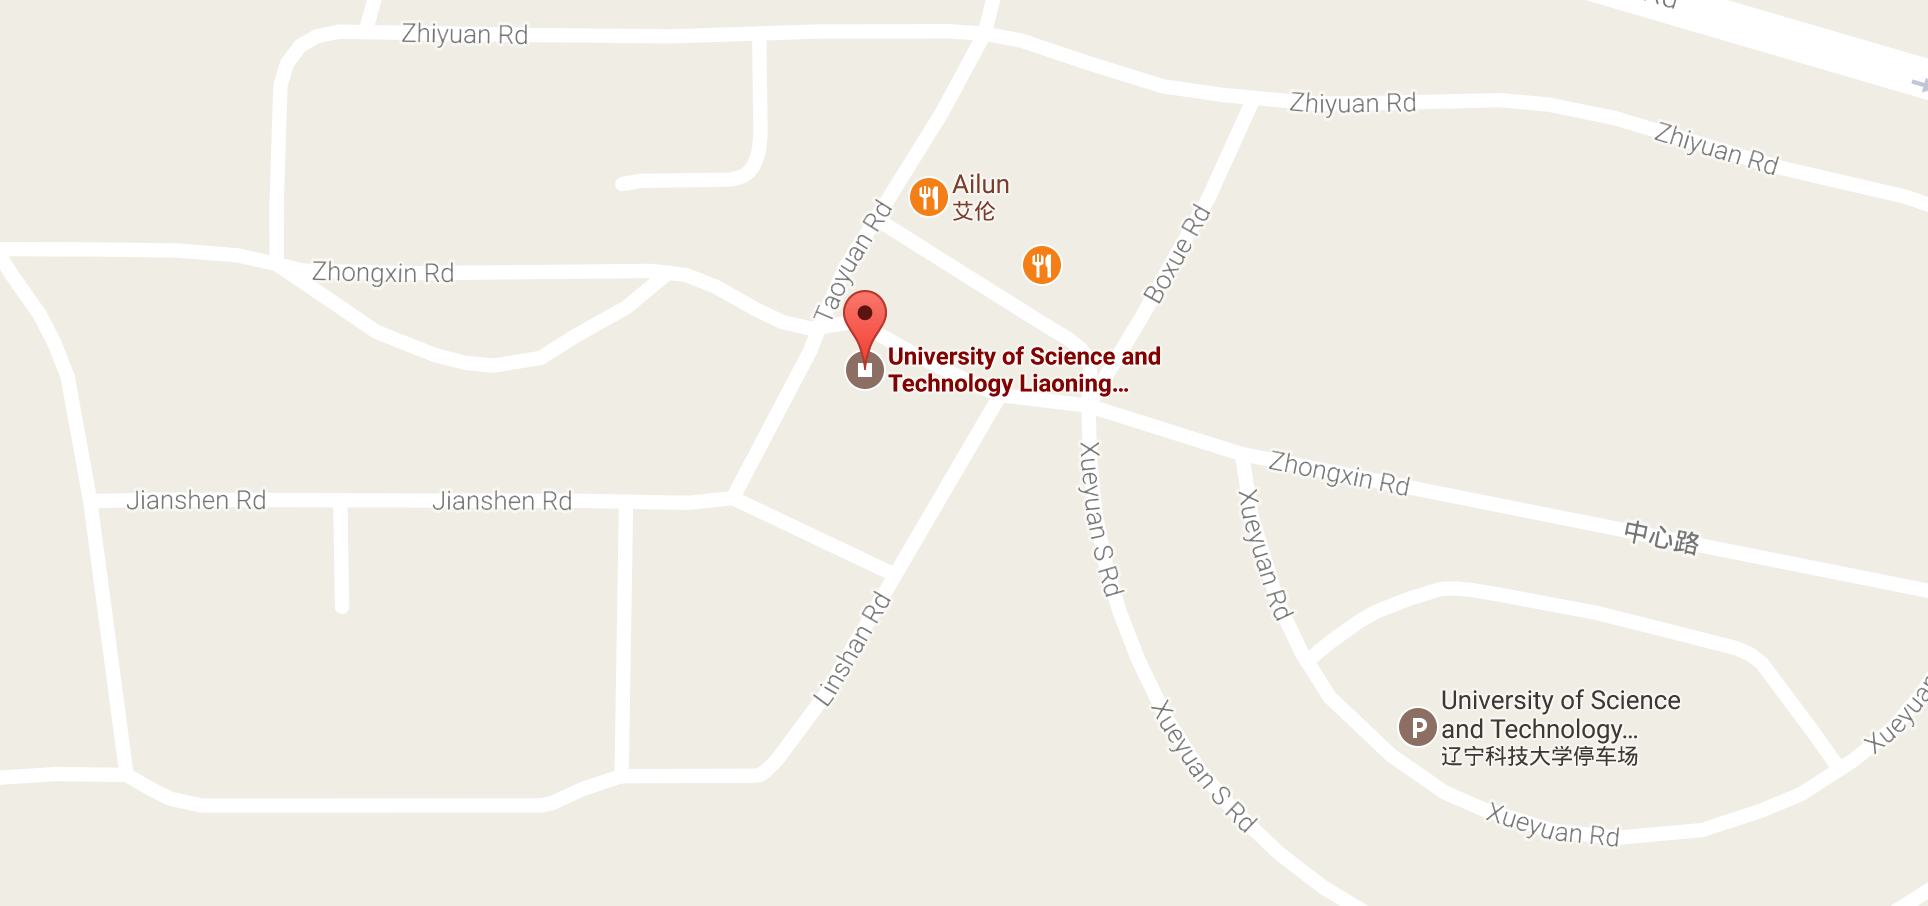 Rd
Zhiyuan Rd
Zhiyuan Rd
Zhiyuan Rd
Ailun
艾伦
Taoyuan Rd
Boxue Rd
Zhongxin Rd
University of Science and
Technology Liaoning...
Zhongxin Rd
中心路
Jianshen Rd
Jianshen Rd
Xueyuan S Rd
Xueyuan Rd
Linshan Rd
University of Science
and Technology...
辽宁科技大学停车场
Xueyuan
Xueyuan S Rd
Xueyuan Rd